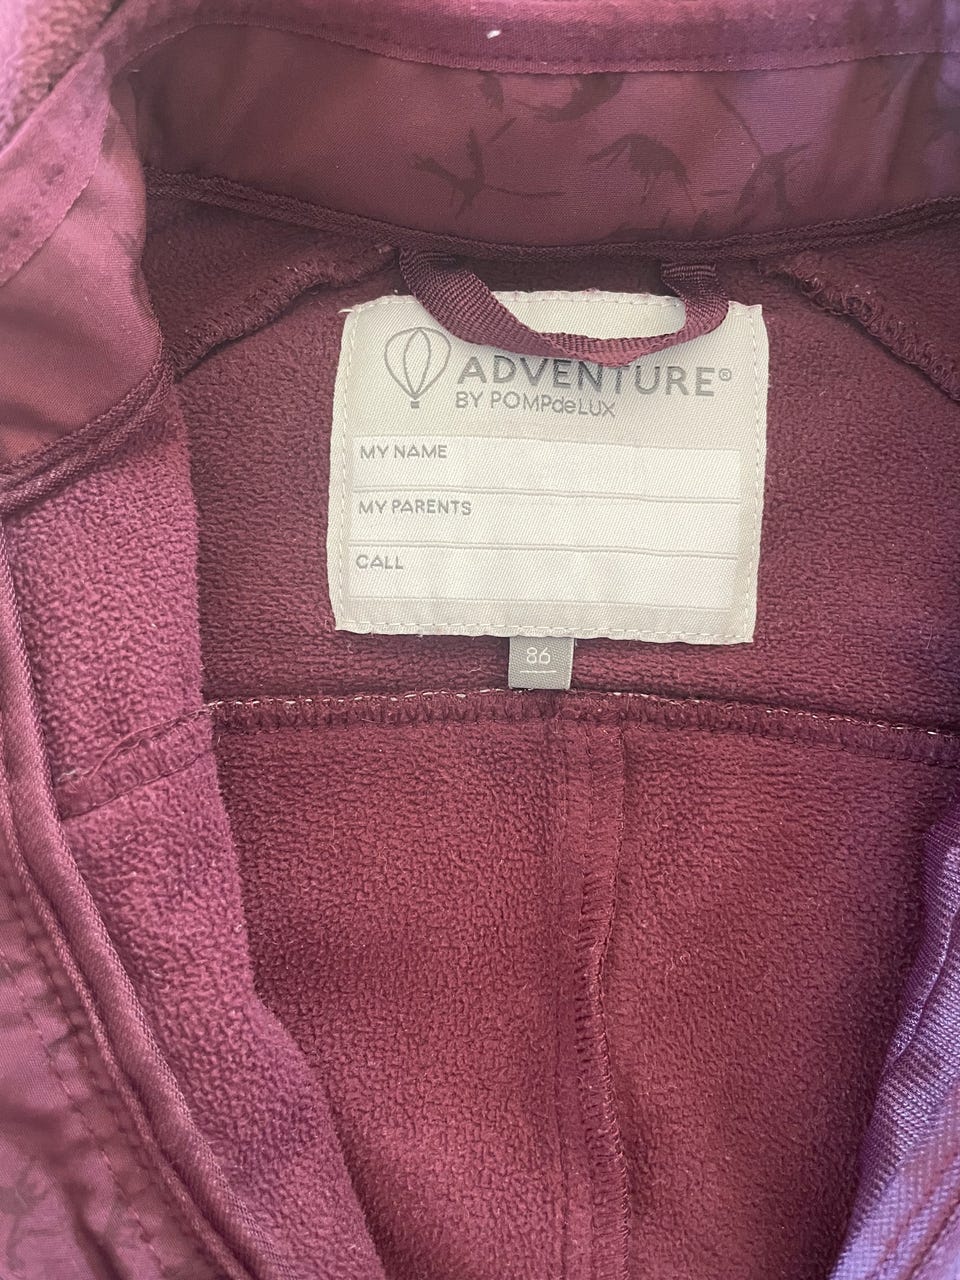 ADVENTURE®
BY POMPdeLUX
MY NAME
MY PARENTS
CALL
86